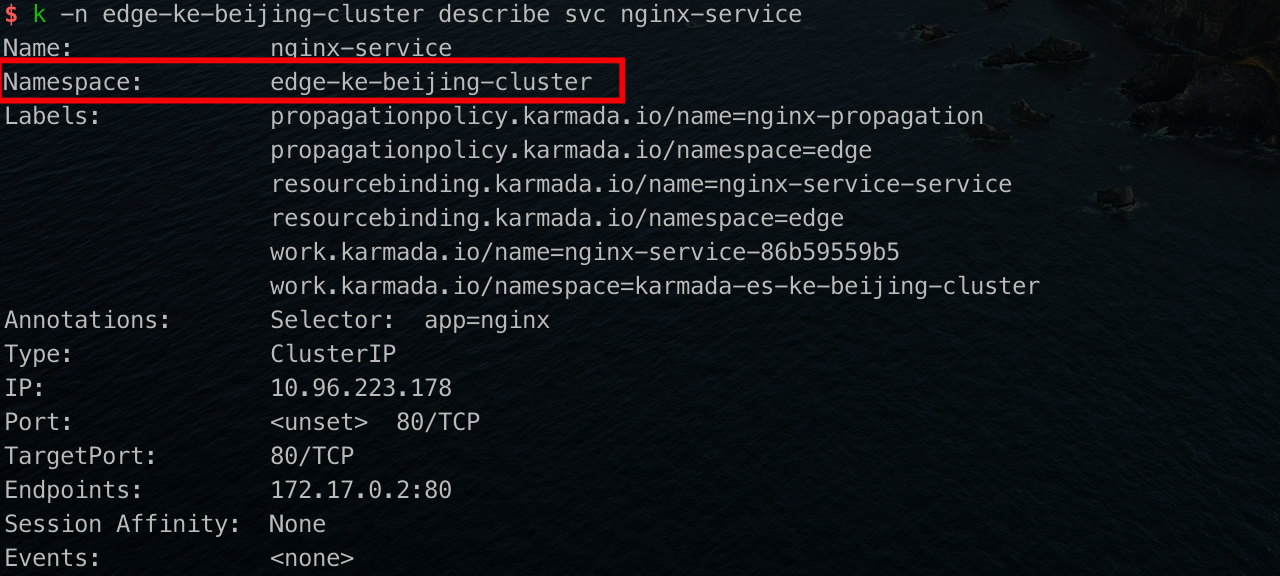 $ k -n edge-ke-beijing-cluster describe svc nginx-service
Name: nginx-service
Namespace: edge-ke-beijing-cluster
Labels: propagationpolicy.karmada.io/name=nginx-propagation
propagationpolicy.karmada.io/namespace=edge
resourcebinding.karmada.io/name=nginx-service-service
resourcebinding.karmada.io/namespace=edge
work.karmada.io/name=nginx-service-86b59559b5
work.karmada.io/namespace=karmada-es-ke-beijing-cluster
Annotations: Selector: app=nginx
Type: ClusterIP
IP: 10.96.223.178
Port: <unset> 80/TCP
TargetPort: 80/TCP
Endpoints: 172.17.0.2:80
Session Affinity: None
Events: <none>